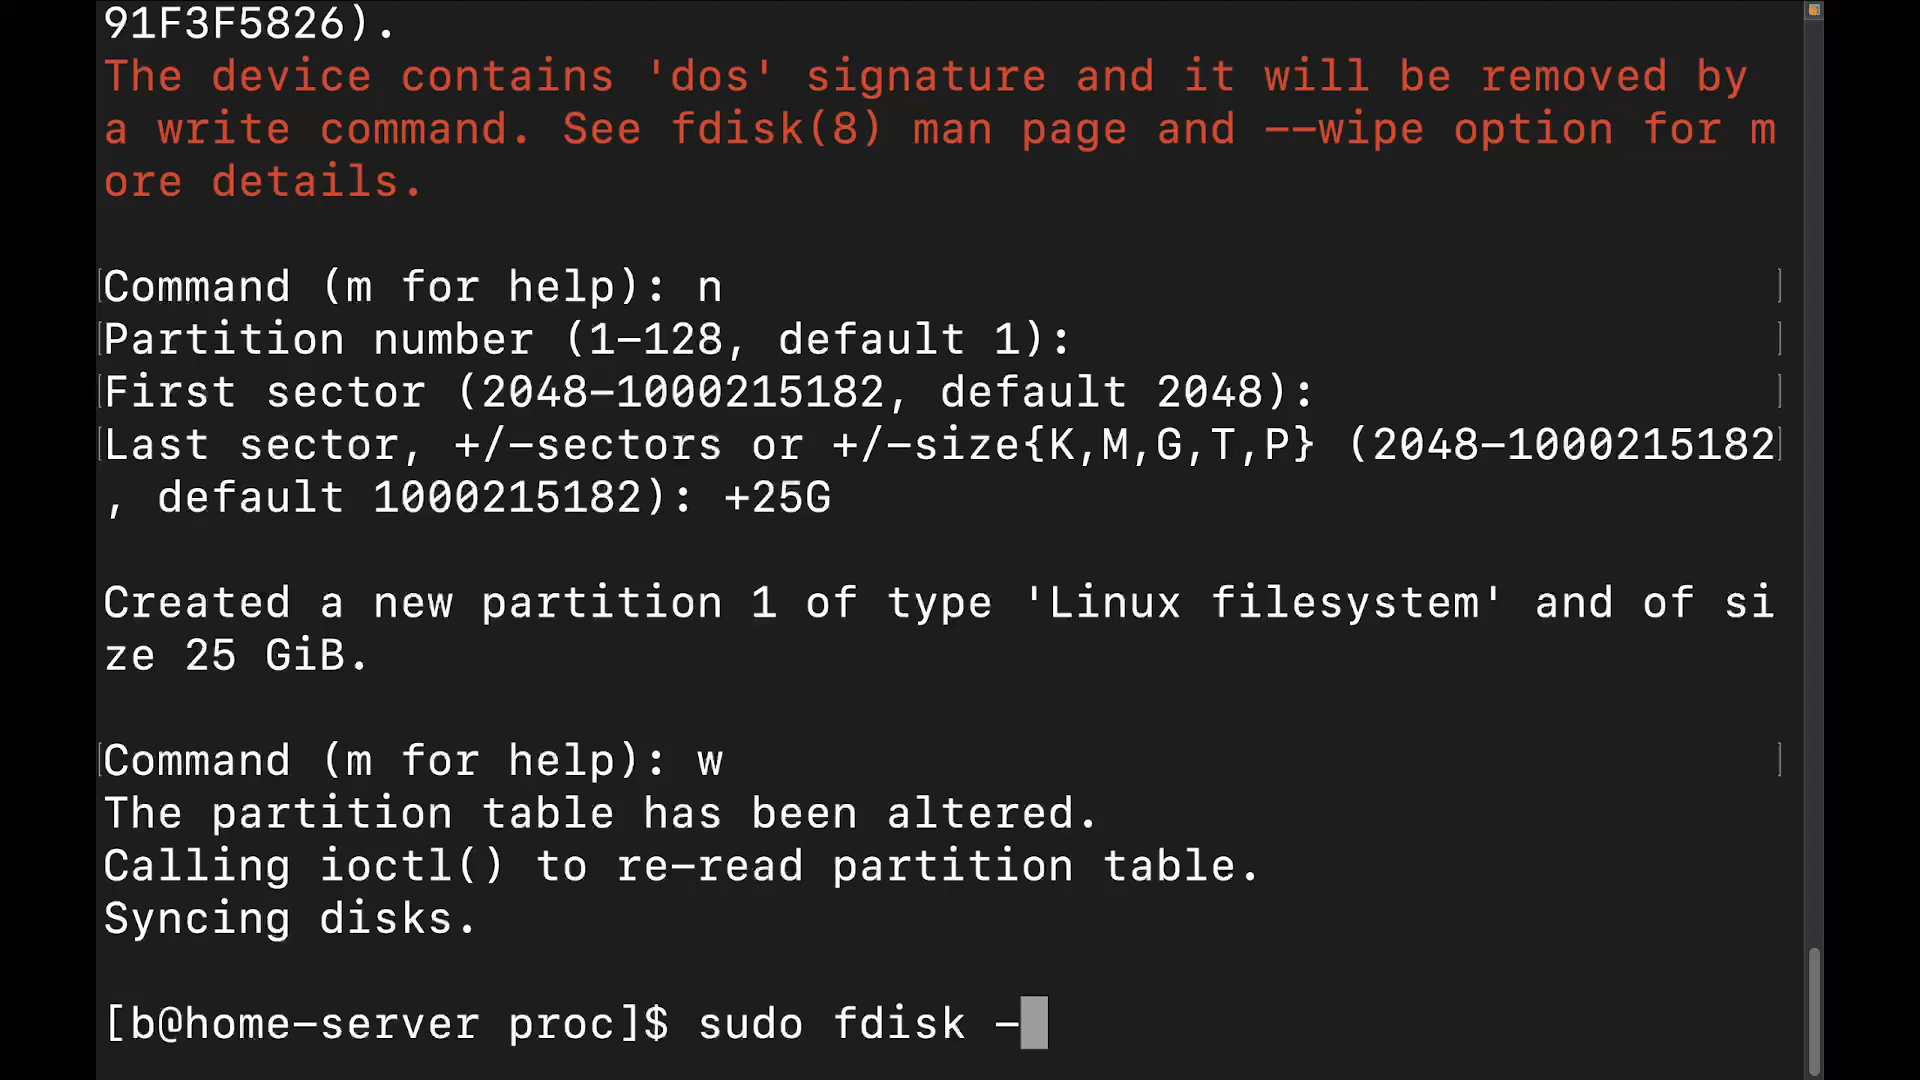 91F3F5826).
The device contains 'dos' signature and it will be removed by
a write command. See fdisk(8) man page and --wipe option for m
ore details.
Command (m for help): n
Partition number (1-128, default 1):
First sector (2048-1000215182, default 2048):
Last sector, +/-sectors or +/-size{K,M,G,T,P} (2048-1000215182
, default 1000215182): +25G
Created a new partition 1 of type 'Linux filesystem' and of si
ze 25 GiB.
Command (m for help): w
The partition table has been altered.
Calling ioctl() to re-read partition table.
Syncing disks.
[b@home-server proc]$ sudo fdisk -